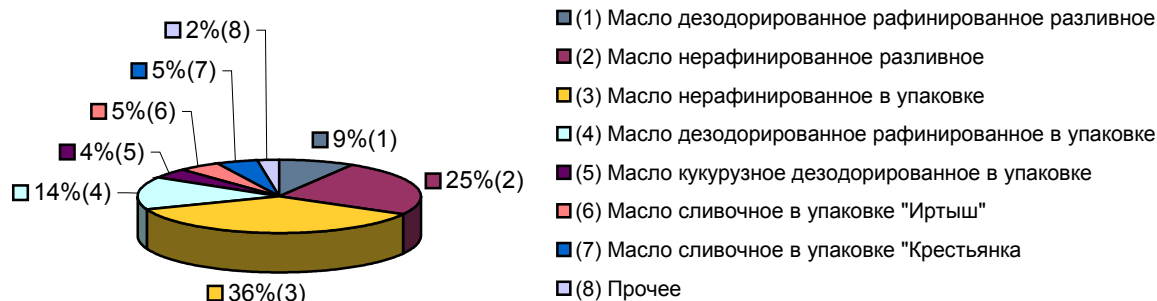 2%(8)
5%(7)
5%(6)
4%(5)
14%(4)
9%(1)
25%(2)
36%(3)
(1) Масло дезодорированное рафинированное разливное
(2) Масло нерафинированное разливное
(3) Масло нерафинированное в упаковке
(4) Масло дезодорированное рафинированное в упаковке
(5) Масло кукурузное дезодорированное в упаковке
(6) Масло сливочное в упаковке "Иртыш"
(7) Масло сливочное в упаковке "Крестьянка
(8) Прочее